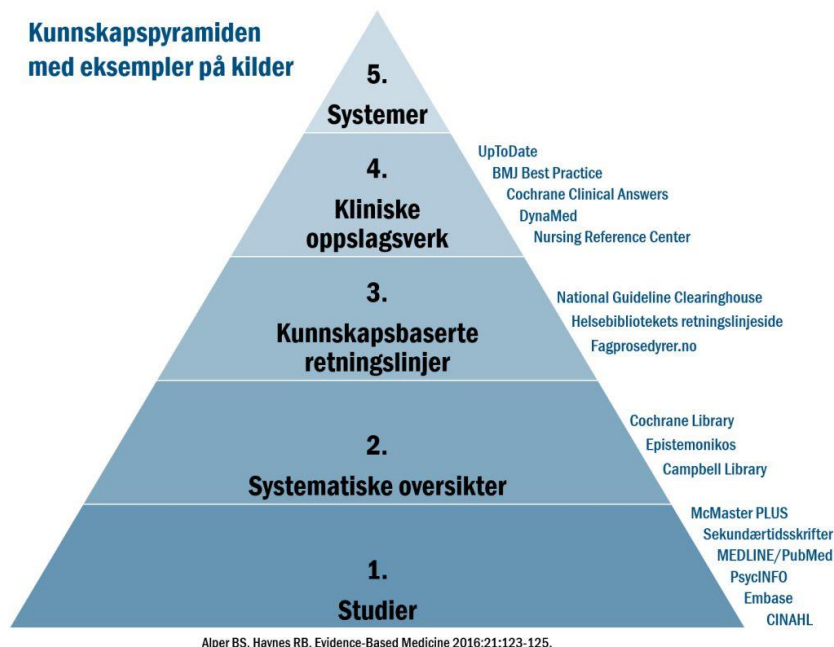 Kunnskapspyramiden
med eksempler på kilder
5.
Systemer
UpToDate
BMJ Best Practice
Cochrane Clinical Answers
DynaMed
Nursing Reference Center
4.
Kliniske
oppslagsverk
National Guideline Clearinghouse
Helsebibliotekets retningslinjeside
Fagprosedyrer.no
3.
Kunnskapsbaserte
retningslinjer
Cochrane Library
Epistemonikos
Campbell Library
2.
Systematiske oversikter
McMaster PLUS
Sekundærtidsskrifter
MEDLINE/PubMed
PsycINFO
Embase
CINAHL
1.
Studier
Alper BS, Haynes RB. Evidence-Based Medicine 2016;21:123-125.